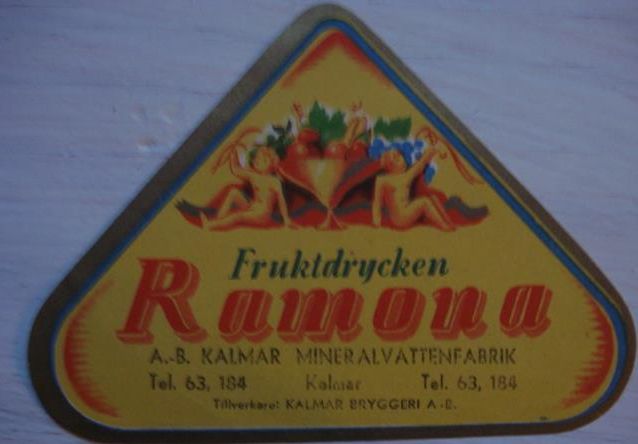 Fruktdrycken
Ramona
A.-B. KALMAR MINERALVATTENFABRIK
Tel. 63, 184 Kalmar Tel. 63, 184
Tillverkare: KALMAR BRYGGERI A.-B.